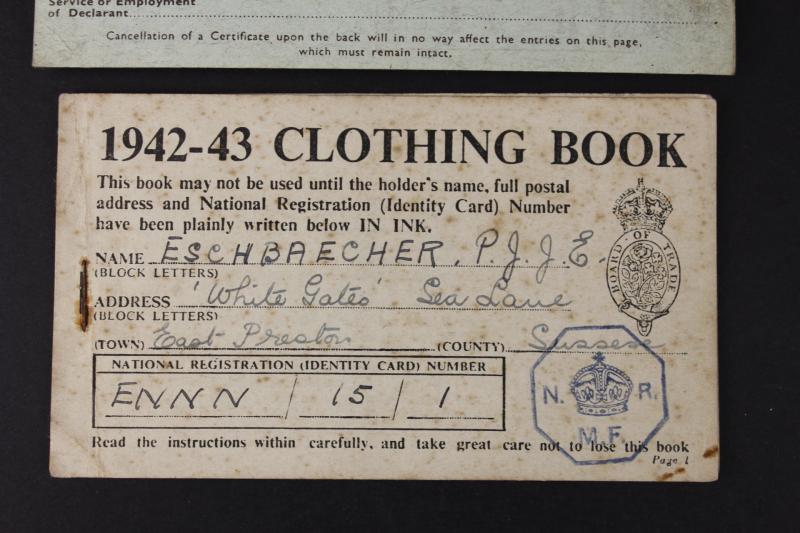 Service or Employment
of Declarant
Cancellation of a Certificate upon the back will in no way affect the entries on this page,
which must remain intact.
1942-43 CLOTHING BOOK
This book may not be used until the holder's name, full postal
address and National Registration (Identity Card) Number
have been plainly written below IN INK.
NAME ESCHBAECHER, P.J.J.E.
(BLOCK LETTERS)
ADDRESS 'White Gates' Sea Lane
(BLOCK LETTERS)
(TOWN) East Preston (COUNTY) Sussex
NATIONAL REGISTRATION (IDENTITY CARD) NUMBER
ENNN / 15 / 1
Read the instructions within carefully, and take great care not to lose this book
Page 1
BOARD · OF · TRADE
N. R.
M.F.